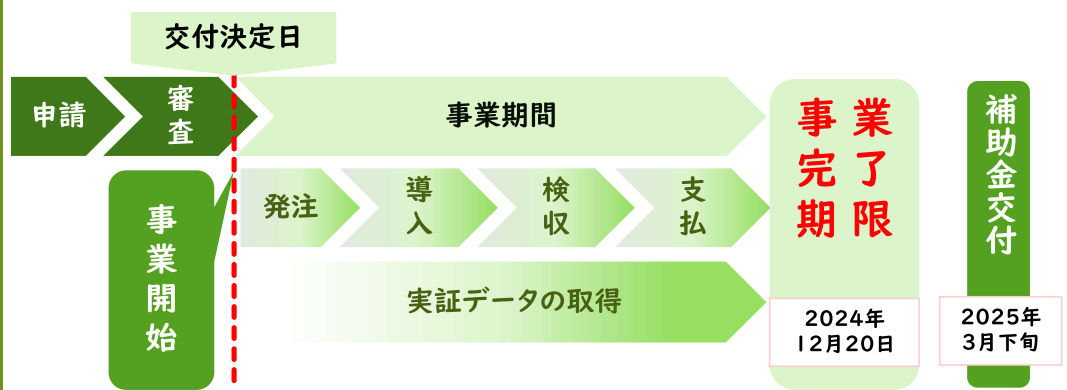 交付決定日
申請
審
査
事業期間
事業
完了
期限
補助金交付
事業開始
発注
導
入
検
収
支
払
実証データの取得
2024年
12月20日
2025年
3月下旬